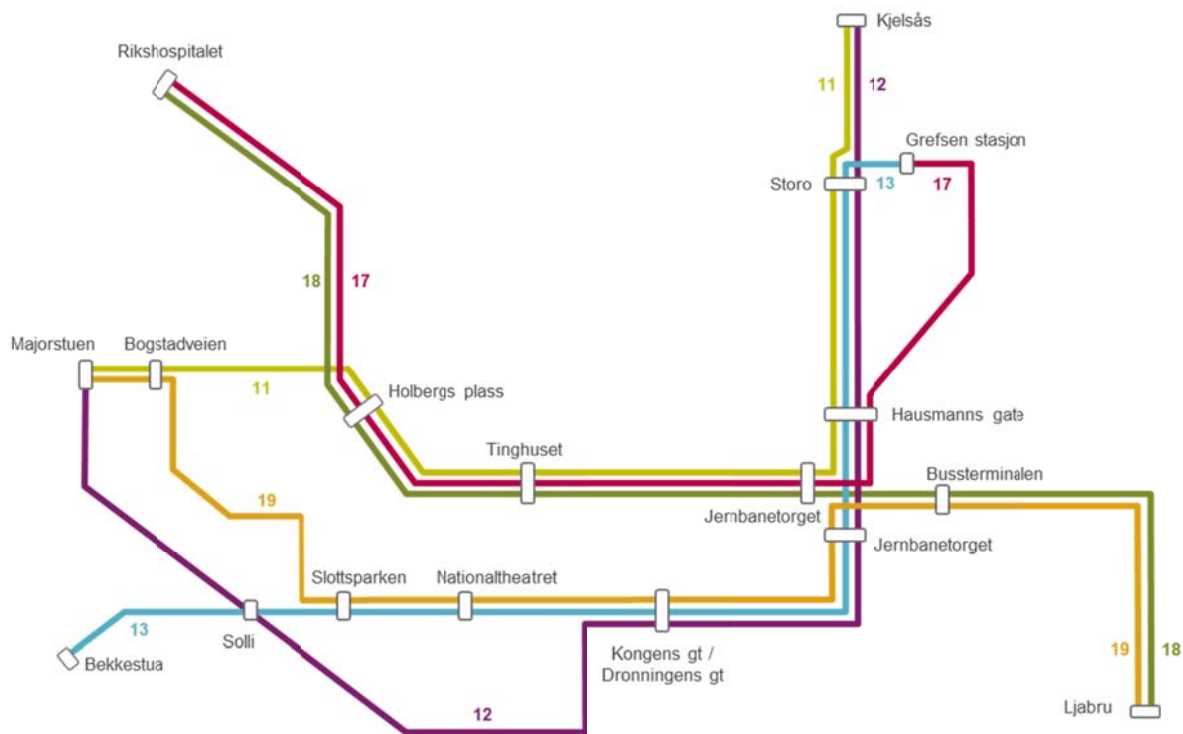 Kjelsås
Rikshospitalet
11
12
Grefsen stasjon
Storo
13
17
18
17
Majorstuen
Bogstadveien
11
Holbergs plass
Hausmanns gate
Tinghuset
Bussterminalen
19
Jernbanetorget
Jernbanetorget
Slottsparken
Nationaltheatret
13
Solli
Bekkestua
Kongens gt /
Dronningens gt
19
18
12
Ljabru